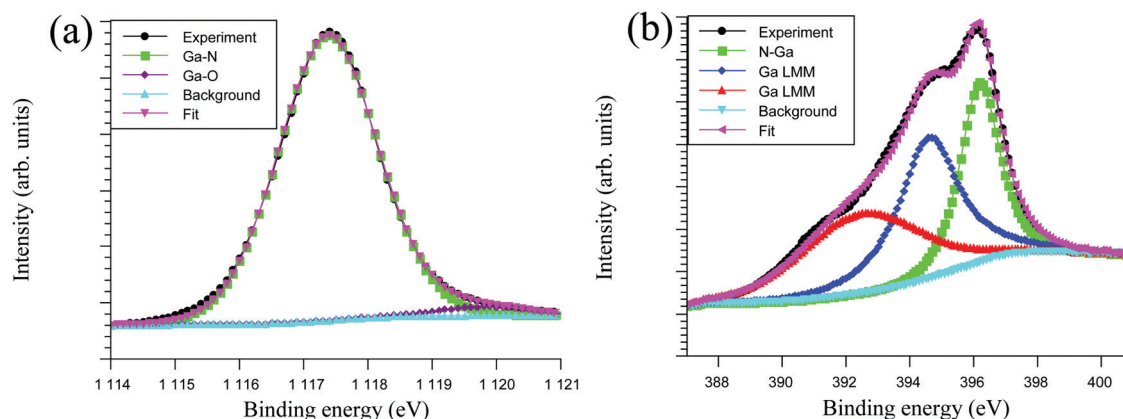 (a)
Experiment
Ga-N
Ga-O
Background
Fit
Intensity (arb. units)
1 114 1 115 1 116 1 117 1 118 1 119 1 120 1 121
Binding energy (eV)
(b)
Experiment
N-Ga
Ga LMM
Ga LMM
Background
Fit
Intensity (arb. units)
388 390 392 394 396 398 400
Binding energy (eV)